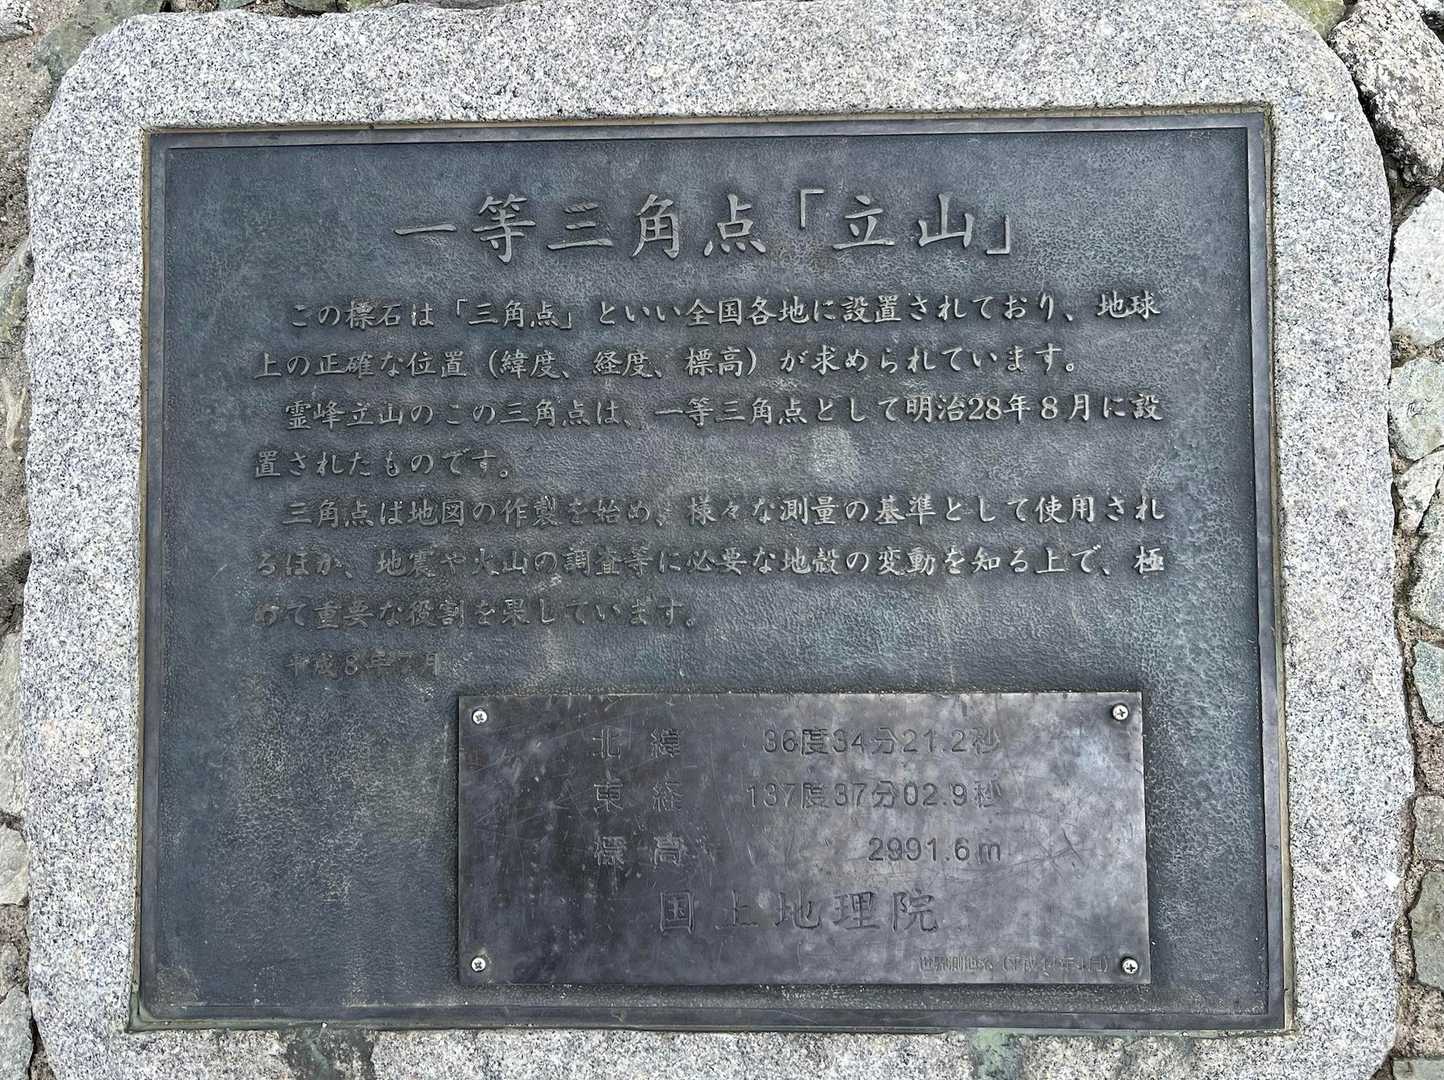 一等三角点「立山」
この標石は「三角点」といい全国各地に設置されており、地球
上の正確な位置（緯度、経度、標高）が求められています。
霊峰立山のこの三角点は、一等三角点として明治28年8月に設
置されたものです。
三角点は地図の作製を始め、様々な測量の基準として使用され
るほか、地震や火山の調査等に必要な地殻の変動を知る上で、極
めて重要な役割を果しています。
平成8年7月
北緯 36度34分21.2秒
東経 137度37分02.9秒
標高 2991.6m
国土地理院
世界測地系